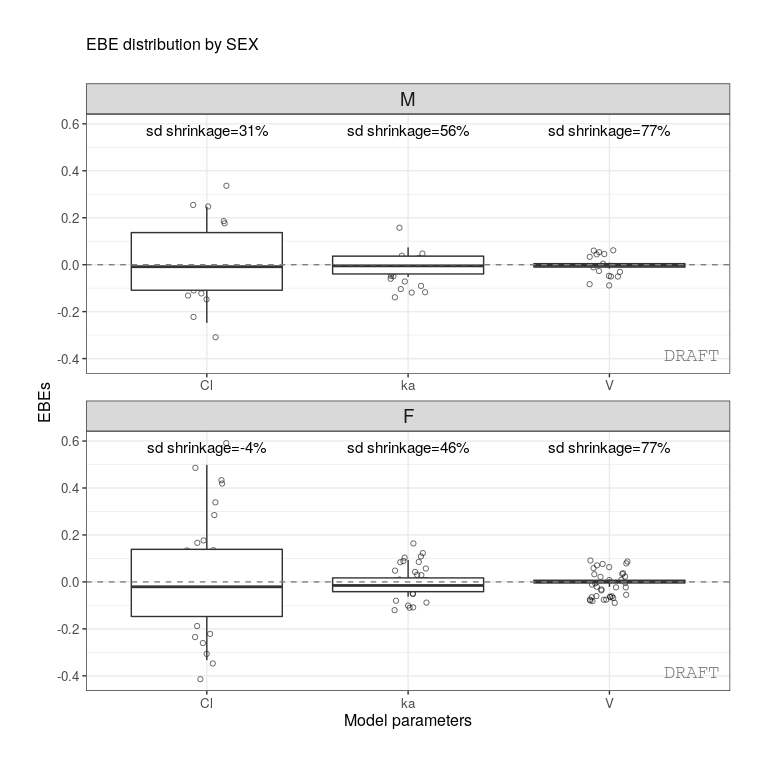 EBE distribution by SEX
M
sd shrinkage=31% sd shrinkage=56% sd shrinkage=77%
0.6
0.4
0.2
0.0
-0.2
-0.4
DRAFT
Cl ka V
EBEs
F
sd shrinkage=-4% sd shrinkage=46% sd shrinkage=77%
0.6
0.4
0.2
0.0
-0.2
-0.4
DRAFT
Cl ka V
Model parameters